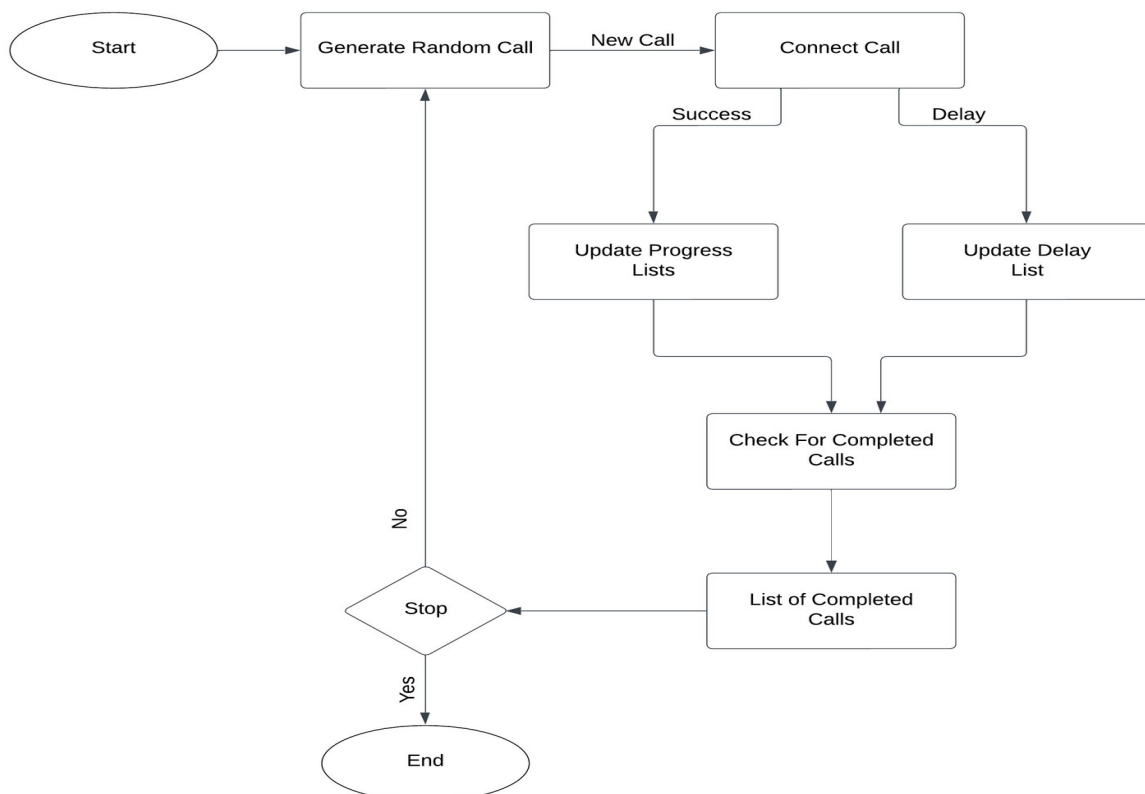 Start
Generate Random Call
New Call
Connect Call
Success
Delay
Update Progress
Lists
Update Delay
List
Check For Completed
Calls
No
List of Completed
Calls
Stop
Yes
End